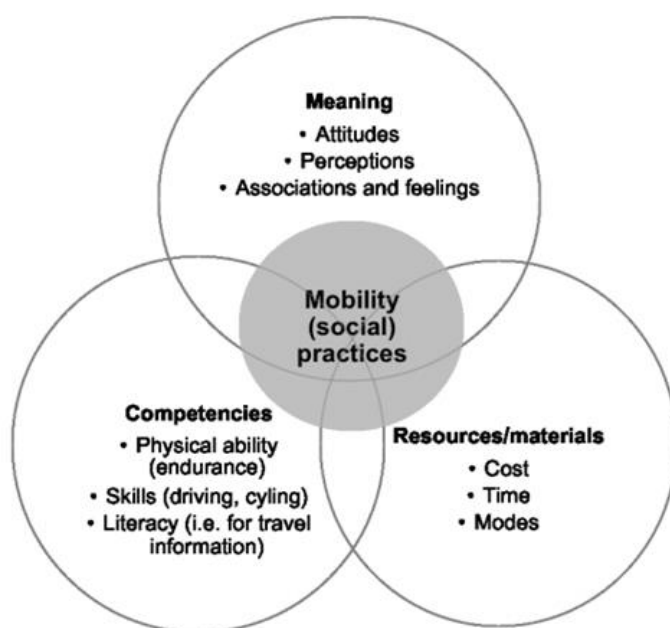 Meaning
• Attitudes
• Perceptions
• Associations and feelings
Mobility
(social)
practices
Competencies
• Physical ability
(endurance)
• Skills (driving, cyling)
• Literacy (i.e. for travel
information)
Resources/materials
• Cost
• Time
• Modes